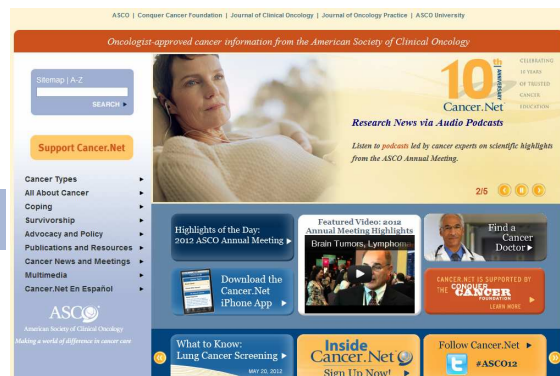 ASCO | Conquer Cancer Foundation | Journal of Clinical Oncology | Journal of Oncology Practice | ASCO University
Oncologist-approved cancer information from the American Society of Clinical Oncology
Sitemap | A-Z
SEARCH
Support Cancer.Net
Cancer Types
All About Cancer
Coping
Survivorship
Advocacy and Policy
Publications and Resources
Cancer News and Meetings
Multimedia
Cancer.Net En Español
ASCO
American Society of Clinical Oncology
Making a world of difference in cancer care
10th
ANNIVERSARY
Cancer.Net
CELEBRATING
10 YEARS
OF TRUSTED
CANCER
EDUCATION
Research News via Audio Podcasts
Listen to podcasts led by cancer experts on scientific highlights
from the ASCO Annual Meeting.
2/5
Highlights of the Day:
2012 ASCO Annual Meeting
Featured Video: 2012
Annual Meeting Highlights
Brain Tumors, Lymphom
Find a
Cancer
Doctor
Download the
Cancer.Net
iPhone App
CANCER.NET IS SUPPORTED BY
THE CONQUER
CANCER
FOUNDATION
LEARN MORE
What to Know:
Lung Cancer Screening
MAY 20, 2012
Inside
Cancer.Net
Sign Up Now!
Follow Cancer.Net
#ASCO12